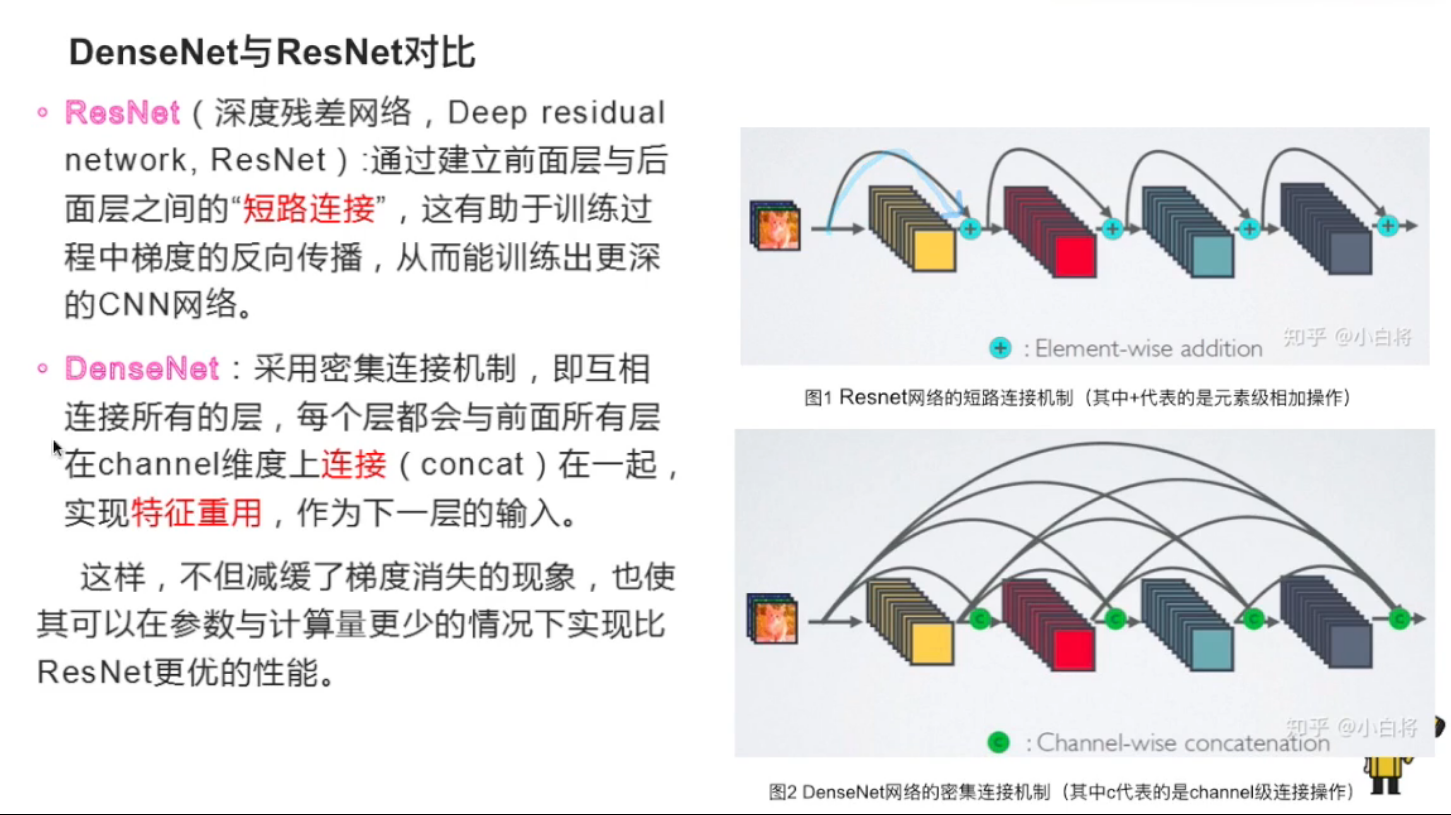 DenseNet与ResNet对比
ResNet（深度残差网络，Deep residual
network, ResNet）:通过建立前面层与后
面层之间的“短路连接”，这有助于训练过
程中梯度的反向传播，从而能训练出更深
的CNN网络。
DenseNet：采用密集连接机制，即互相
连接所有的层，每个层都会与前面所有层
在channel维度上连接（concat）在一起，
实现特征重用，作为下一层的输入。
这样，不但减缓了梯度消失的现象，也使
其可以在参数与计算量更少的情况下实现比
ResNet更优的性能。
+ + + +
+ : Element-wise addition
知乎 @小白将
图1 Resnet网络的短路连接机制（其中+代表的是元素级相加操作）
C C C C
C : Channel-wise concatenation
知乎 @小白将
图2 DenseNet网络的密集连接机制（其中c代表的是channel级连接操作）